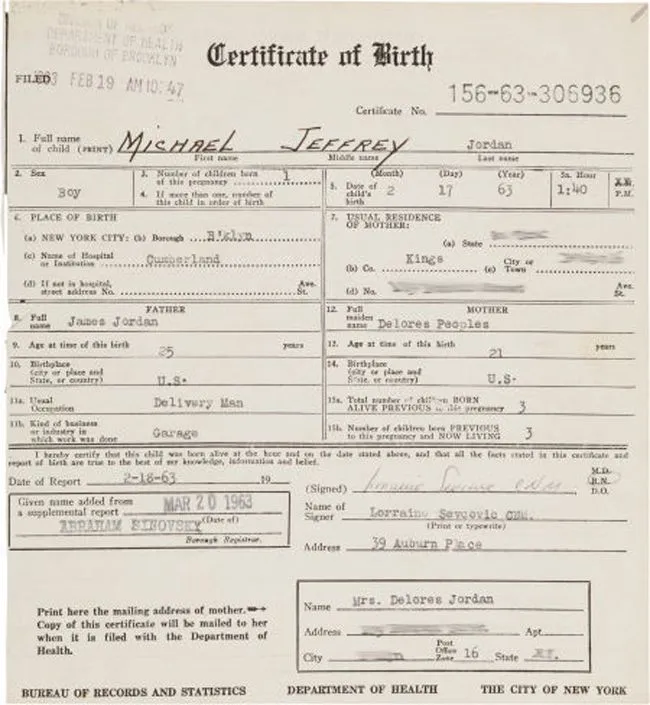 DIVISION OF
DEPARTMENT OF HEALTH
BOROUGH OF BROOKLYN
Certificate of Birth
FILED
1963 FEB 19 AM 10:47
Certificate No. 156-63-306936
1. Full name of child (PRINT) MICHAEL JEFFREY Jordan
First name Middle name Last name
2. Sex Boy
3. Number of children born of this pregnancy 1
4. If more than one, number of this child in order of birth
5. Date of child's birth (Month) 2 (Day) 17 (Year) 63 5a. Hour 1:40 P.M.
6. PLACE OF BIRTH
(a) NEW YORK CITY: (b) Borough B'klyn
(c) Name of Hospital or Institution Cumberland
(d) If not in hospital, street address No. Ave. St.
7. USUAL RESIDENCE OF MOTHER:
(a) State
(b) Co. Kings (c) City or Town
(d) No. Ave. St.
FATHER
8. Full name James Jordan
9. Age at time of this birth 25 years
10. Birthplace (city or place and State, or country) U.S.
11a. Usual Occupation Delivery Man
11b. Kind of business or industry in which work was done Garage
MOTHER
12. Full maiden name Delores Peoples
13. Age at time of this birth 21 years
14. Birthplace (city or place and State, or country) U.S.
15a. Total number of children BORN ALIVE PREVIOUS to this pregnancy 3
15b. Number of children born PREVIOUS to this pregnancy and NOW LIVING 3
I hereby certify that this child was born alive at the hour and on the date stated above, and that all the facts stated in this certificate and
report of birth are true to the best of my knowledge, information and belief.
Date of Report 2-18-63 19
(Signed) Lorraine Sevcovic C.N.M. M.D. R.N. D.O.
Given name added from a supplemental report MAR 20 1963
(Date of)
ABRAHAM SINOVSKY
Borough Registrar.
Name of Signer Lorraine Sevcovic CNM.
(Print or typewrite)
Address 39 Auburn Place
Print here the mailing address of mother.
Copy of this certificate will be mailed to her
when it is filed with the Department of
Health.
Name Mrs. Delores Jordan
Address Apt.
City Post Office Zone 16 State
BUREAU OF RECORDS AND STATISTICS DEPARTMENT OF HEALTH THE CITY OF NEW YORK